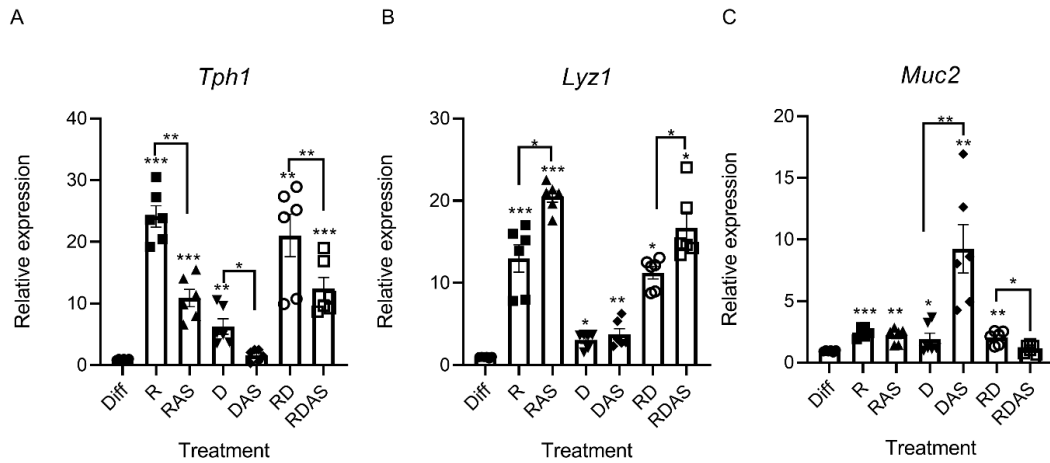 A
B
C
Tph1
Lyz1
Muc2
Relative expression
40
30
20
10
0
***
**
***
**
*
**
**
***
Diff
R
RAS
D
DAS
RD
RDAS
Treatment
Relative expression
30
20
10
0
***
*
***
*
**
*
*
*
Diff
R
RAS
D
DAS
RD
RDAS
Treatment
Relative expression
20
15
10
5
0
***
**
*
**
**
**
*
Diff
R
RAS
D
DAS
RD
RDAS
Treatment